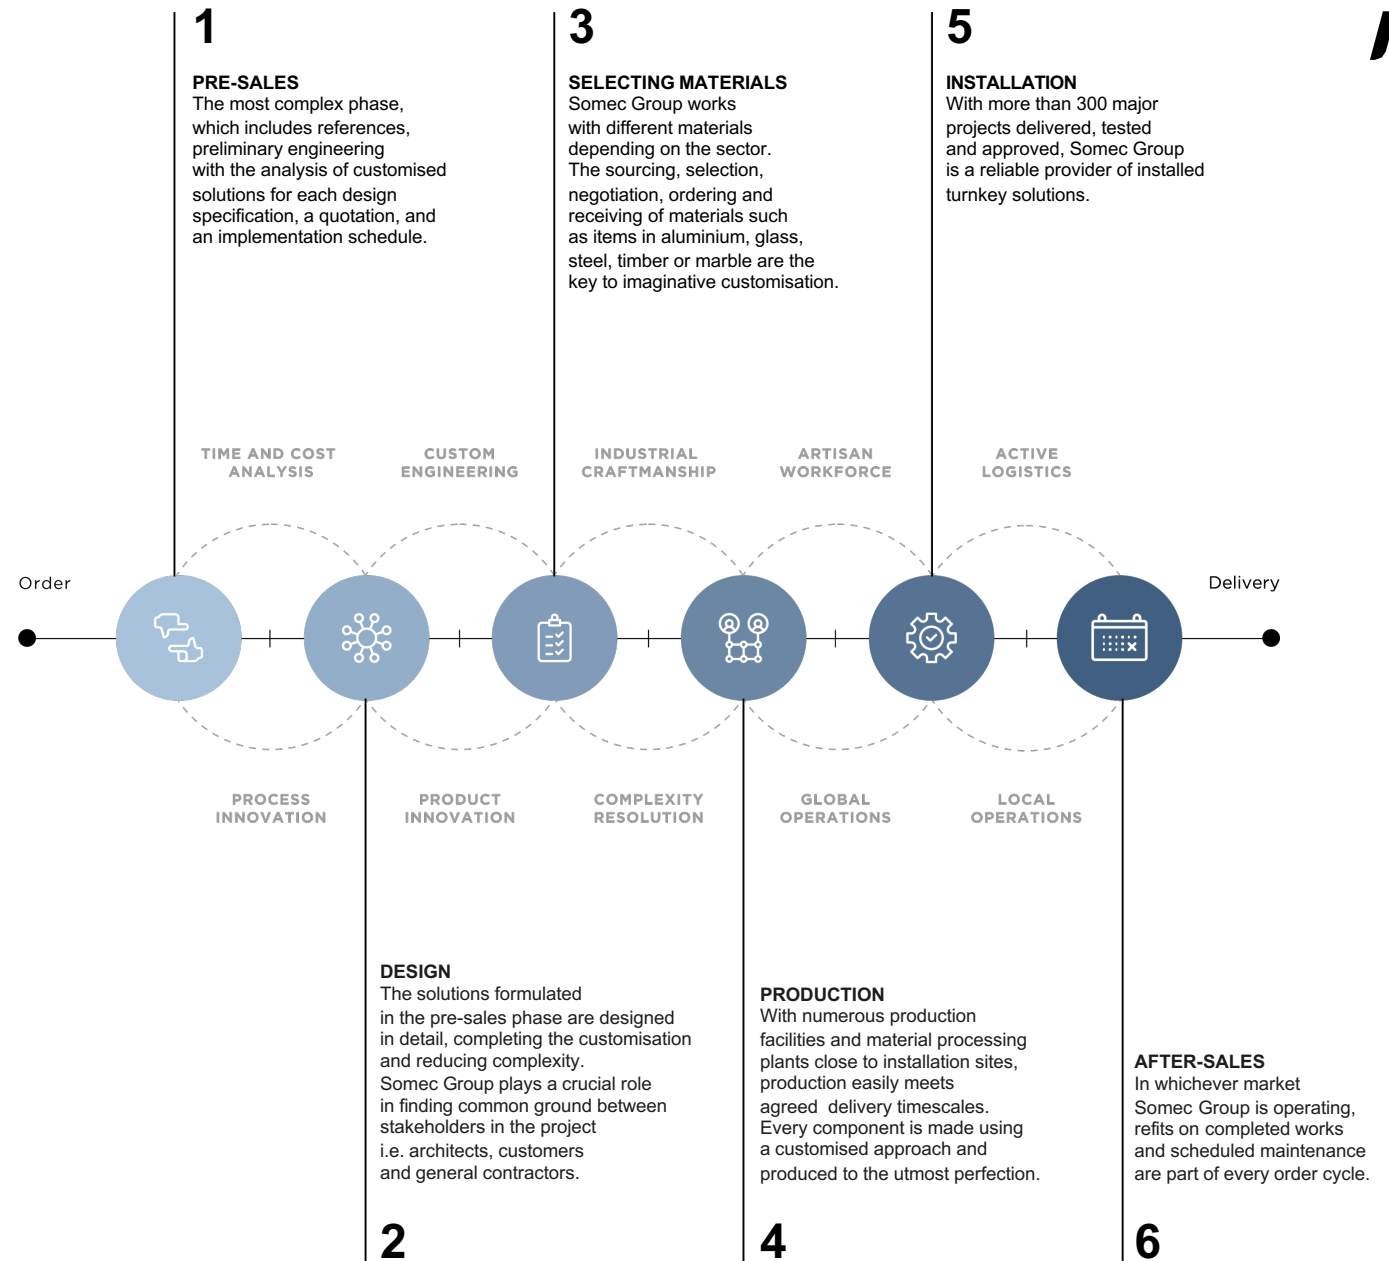 1
PRE-SALES
The most complex phase,
which includes references,
preliminary engineering
with the analysis of customised
solutions for each design
specification, a quotation, and
an implementation schedule.
3
SELECTING MATERIALS
Somec Group works
with different materials
depending on the sector.
The sourcing, selection,
negotiation, ordering and
receiving of materials such
as items in aluminium, glass,
steel, timber or marble are the
key to imaginative customisation.
5
INSTALLATION
With more than 300 major
projects delivered, tested
and approved, Somec Group
is a reliable provider of installed
turnkey solutions.
TIME AND COST
ANALYSIS
CUSTOM
ENGINEERING
INDUSTRIAL
CRAFTMANSHIP
ARTISAN
WORKFORCE
ACTIVE
LOGISTICS
Order
Delivery
PROCESS
INNOVATION
PRODUCT
INNOVATION
COMPLEXITY
RESOLUTION
GLOBAL
OPERATIONS
LOCAL
OPERATIONS
DESIGN
The solutions formulated
in the pre-sales phase are designed
in detail, completing the customisation
and reducing complexity.
Somec Group plays a crucial role
in finding common ground between
stakeholders in the project
i.e. architects, customers
and general contractors.
2
PRODUCTION
With numerous production
facilities and material processing
plants close to installation sites,
production easily meets
agreed delivery timescales.
Every component is made using
a customised approach and
produced to the utmost perfection.
4
AFTER-SALES
In whichever market
Somec Group is operating,
refits on completed works
and scheduled maintenance
are part of every order cycle.
6